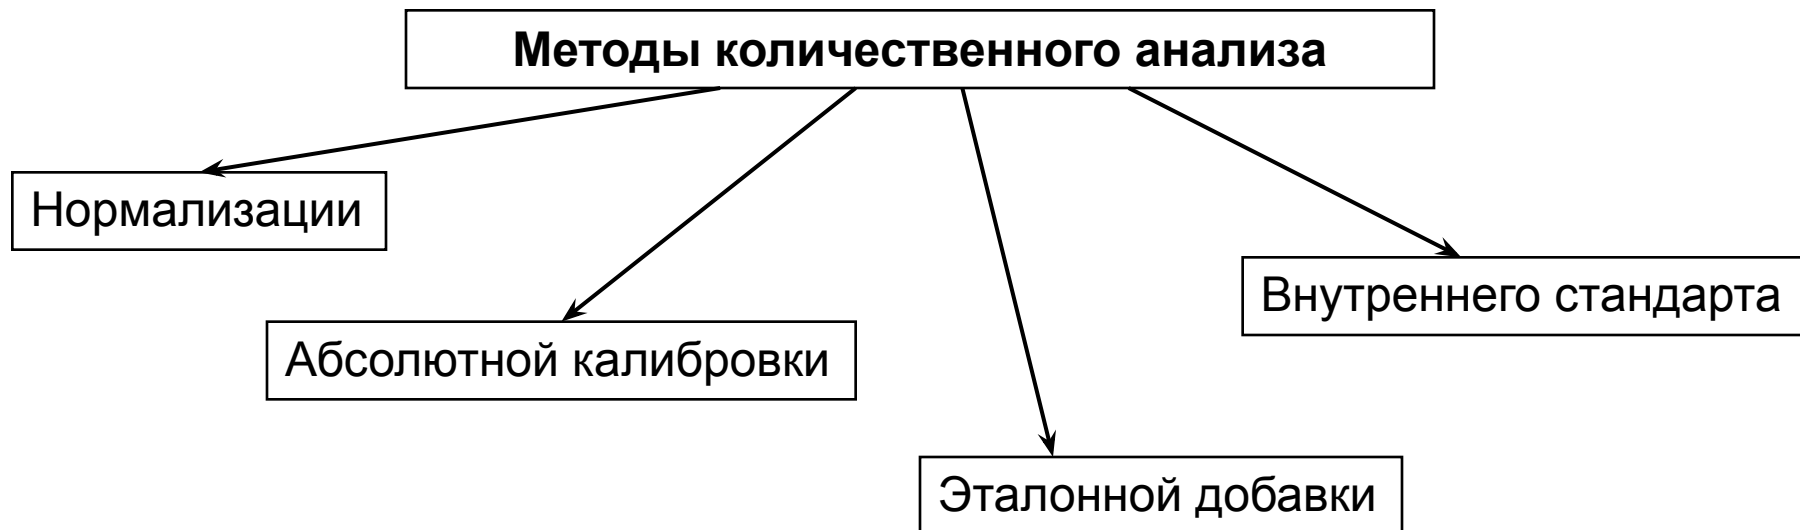 Методы количественного анализа
Нормализации
Внутреннего стандарта
Абсолютной калибровки
Эталонной добавки